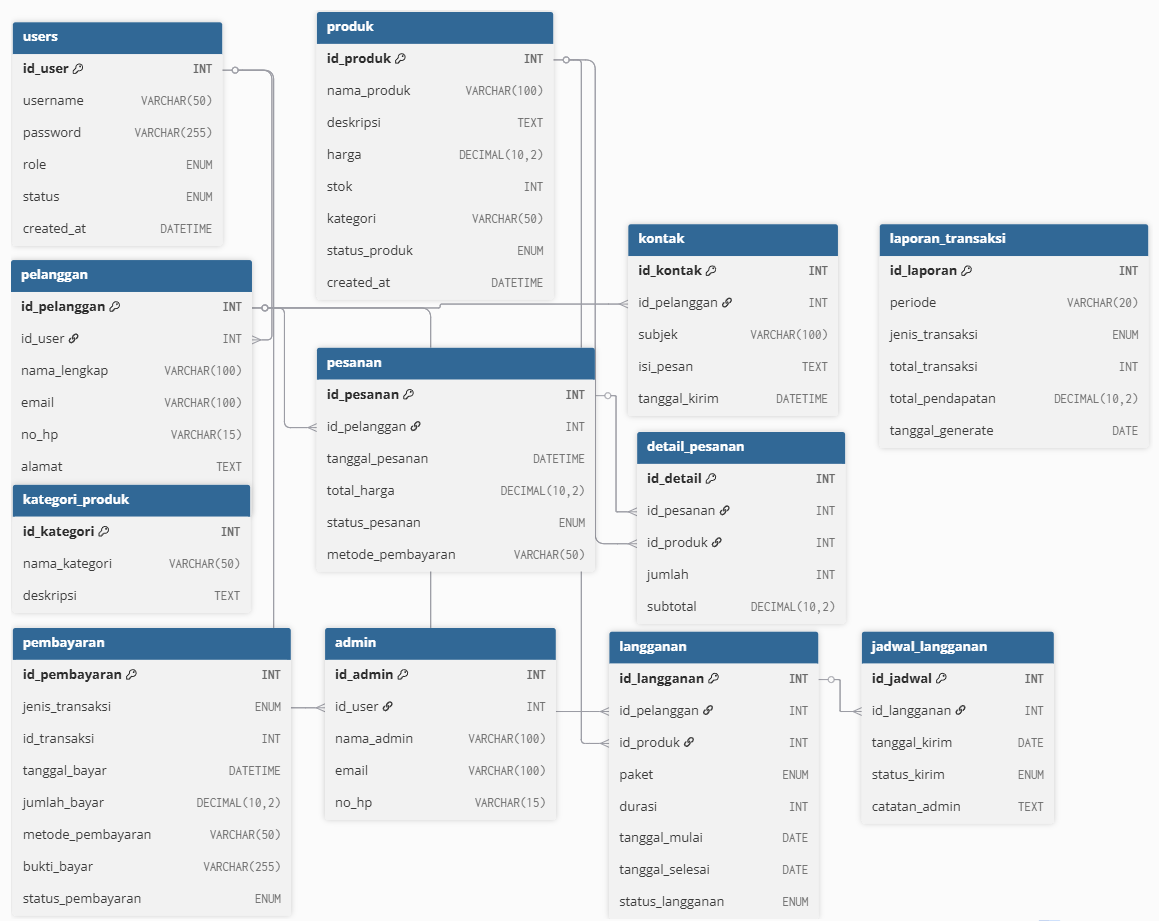 users
id_user INT
username VARCHAR(50)
password VARCHAR(255)
role ENUM
status ENUM
created_at DATETIME
produk
id_produk INT
nama_produk VARCHAR(100)
deskripsi TEXT
harga DECIMAL(10,2)
stok INT
kategori VARCHAR(50)
status_produk ENUM
created_at DATETIME
kontak
id_kontak INT
id_pelanggan INT
subjek VARCHAR(100)
isi_pesan TEXT
tanggal_kirim DATETIME
laporan_transaksi
id_laporan INT
periode VARCHAR(20)
jenis_transaksi ENUM
total_transaksi INT
total_pendapatan DECIMAL(10,2)
tanggal_generate DATE
pelanggan
id_pelanggan INT
id_user INT
nama_lengkap VARCHAR(100)
email VARCHAR(100)
no_hp VARCHAR(15)
alamat TEXT
pesanan
id_pesanan INT
id_pelanggan INT
tanggal_pesanan DATETIME
total_harga DECIMAL(10,2)
status_pesanan ENUM
metode_pembayaran VARCHAR(50)
detail_pesanan
id_detail INT
id_pesanan INT
id_produk INT
jumlah INT
subtotal DECIMAL(10,2)
kategori_produk
id_kategori INT
nama_kategori VARCHAR(50)
deskripsi TEXT
pembayaran
id_pembayaran INT
jenis_transaksi ENUM
id_transaksi INT
tanggal_bayar DATETIME
jumlah_bayar DECIMAL(10,2)
metode_pembayaran VARCHAR(50)
bukti_bayar VARCHAR(255)
status_pembayaran ENUM
admin
id_admin INT
id_user INT
nama_admin VARCHAR(100)
email VARCHAR(100)
no_hp VARCHAR(15)
langganan
id_langganan INT
id_pelanggan INT
id_produk INT
paket ENUM
durasi INT
tanggal_mulai DATE
tanggal_selesai DATE
status_langganan ENUM
jadwal_langganan
id_jadwal INT
id_langganan INT
tanggal_kirim DATE
status_kirim ENUM
catatan_admin TEXT